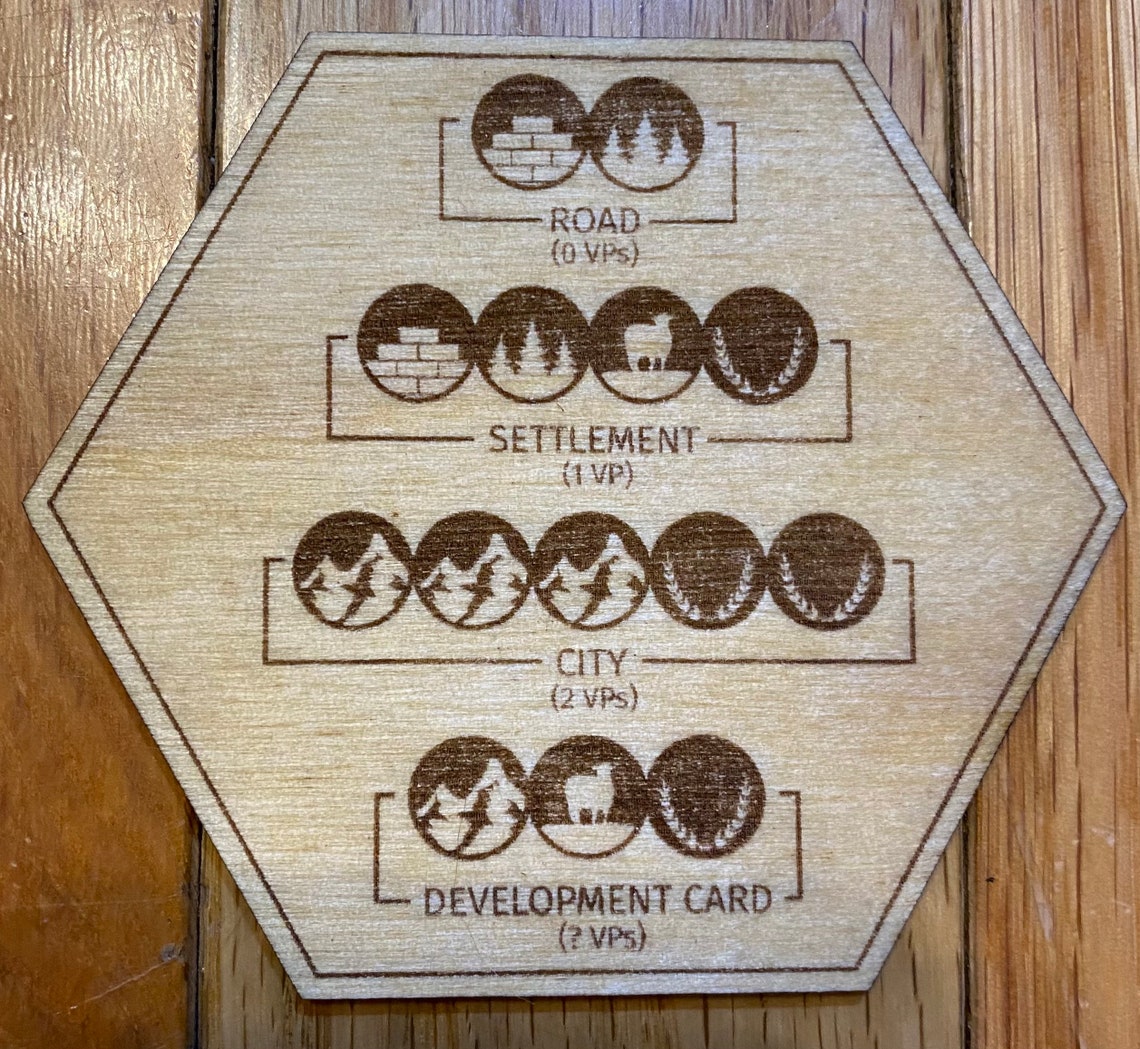 ROAD
(0 VPs)
SETTLEMENT
(1 VP)
CITY
(2 VPs)
DEVELOPMENT CARD
(? VPs)